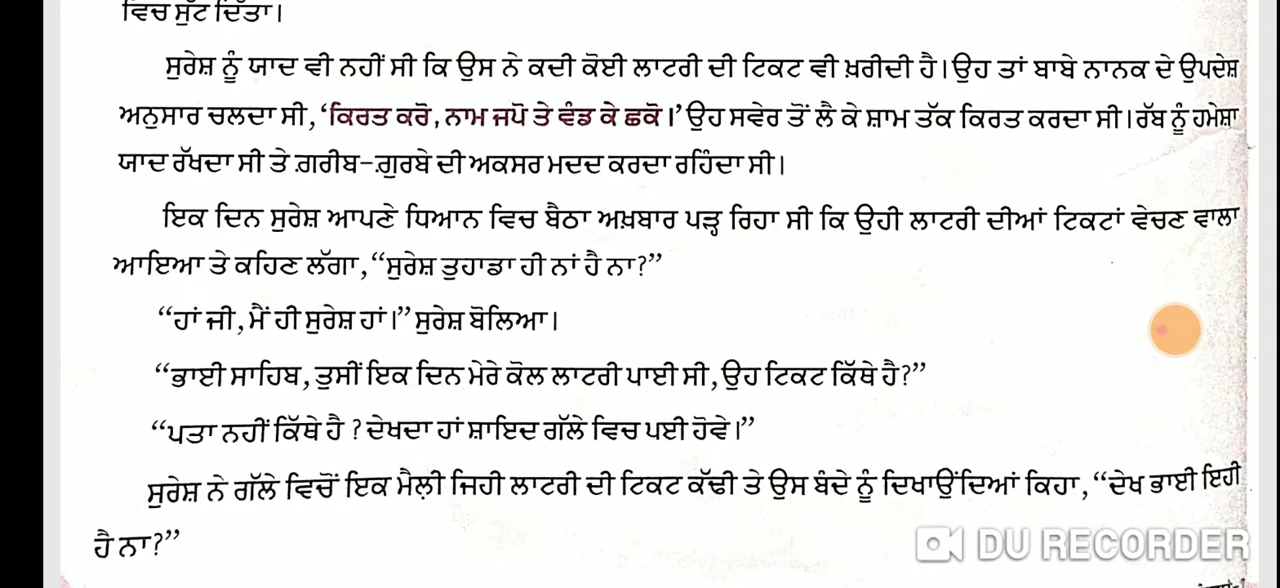 ਵਿਚ ਸੁੱਟ ਦਿੱਤਾ।
ਸੁਰੇਸ਼ ਨੂੰ ਯਾਦ ਵੀ ਨਹੀਂ ਸੀ ਕਿ ਉਸ ਨੇ ਕਦੀ ਕੋਈ ਲਾਟਰੀ ਦੀ ਟਿਕਟ ਵੀ ਖ਼ਰੀਦੀ ਹੈ। ਉਹ ਤਾਂ ਬਾਬੇ ਨਾਨਕ ਦੇ ਉਪਦੇਸ਼
ਅਨੁਸਾਰ ਚਲਦਾ ਸੀ, ‘ਕਿਰਤ ਕਰੋ, ਨਾਮ ਜਪੋ ਤੇ ਵੰਡ ਕੇ ਛਕੋ।’ ਉਹ ਸਵੇਰ ਤੋਂ ਲੈ ਕੇ ਸ਼ਾਮ ਤੱਕ ਕਿਰਤ ਕਰਦਾ ਸੀ। ਰੱਬ ਨੂੰ ਹਮੇਸ਼ਾ
ਯਾਦ ਰੱਖਦਾ ਸੀ ਤੇ ਗ਼ਰੀਬ-ਗ਼ੁਰਬੇ ਦੀ ਅਕਸਰ ਮਦਦ ਕਰਦਾ ਰਹਿੰਦਾ ਸੀ।
ਇਕ ਦਿਨ ਸੁਰੇਸ਼ ਆਪਣੇ ਧਿਆਨ ਵਿਚ ਬੈਠਾ ਅਖ਼ਬਾਰ ਪੜ੍ਹ ਰਿਹਾ ਸੀ ਕਿ ਉਹੀ ਲਾਟਰੀ ਦੀਆਂ ਟਿਕਟਾਂ ਵੇਚਣ ਵਾਲਾ
ਆਇਆ ਤੇ ਕਹਿਣ ਲੱਗਾ, “ਸੁਰੇਸ਼ ਤੁਹਾਡਾ ਹੀ ਨਾਂ ਹੈ ਨਾ?”
“ਹਾਂ ਜੀ, ਮੈਂ ਹੀ ਸੁਰੇਸ਼ ਹਾਂ।” ਸੁਰੇਸ਼ ਬੋਲਿਆ।
“ਭਾਈ ਸਾਹਿਬ, ਤੁਸੀਂ ਇਕ ਦਿਨ ਮੇਰੇ ਕੋਲ ਲਾਟਰੀ ਪਾਈ ਸੀ, ਉਹ ਟਿਕਟ ਕਿੱਥੇ ਹੈ?”
“ਪਤਾ ਨਹੀਂ ਕਿੱਥੇ ਹੈ ? ਦੇਖਦਾ ਹਾਂ ਸ਼ਾਇਦ ਗੱਲੇ ਵਿਚ ਪਈ ਹੋਵੇ।”
ਸੁਰੇਸ਼ ਨੇ ਗੱਲੇ ਵਿਚੋਂ ਇਕ ਮੈਲ਼ੀ ਜਿਹੀ ਲਾਟਰੀ ਦੀ ਟਿਕਟ ਕੱਢੀ ਤੇ ਉਸ ਬੰਦੇ ਨੂੰ ਦਿਖਾਉਂਦਿਆਂ ਕਿਹਾ, “ਦੇਖ ਭਾਈ ਇਹੀ
ਹੈ ਨਾ?”
DU RECORDER